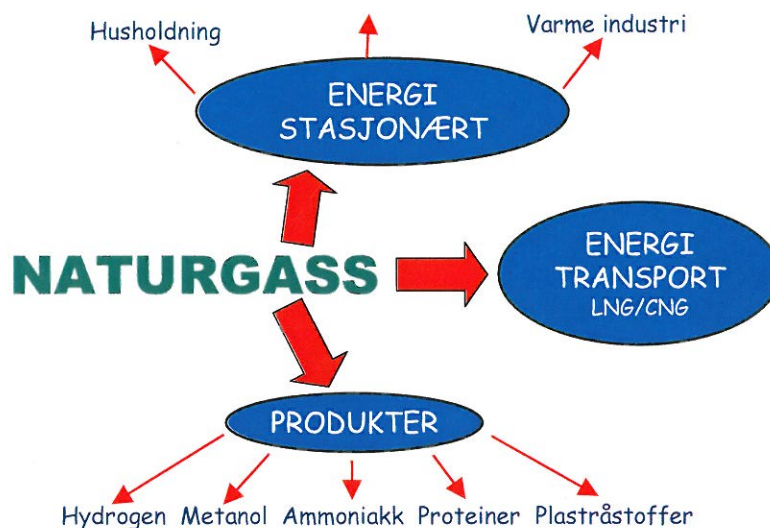 Husholdning
Varme industri
ENERGI
STASJONÆRT
NATURGASS
ENERGI
TRANSPORT
LNG/CNG
PRODUKTER
Hydrogen
Metanol
Ammoniakk
Proteiner
Plastråstoffer